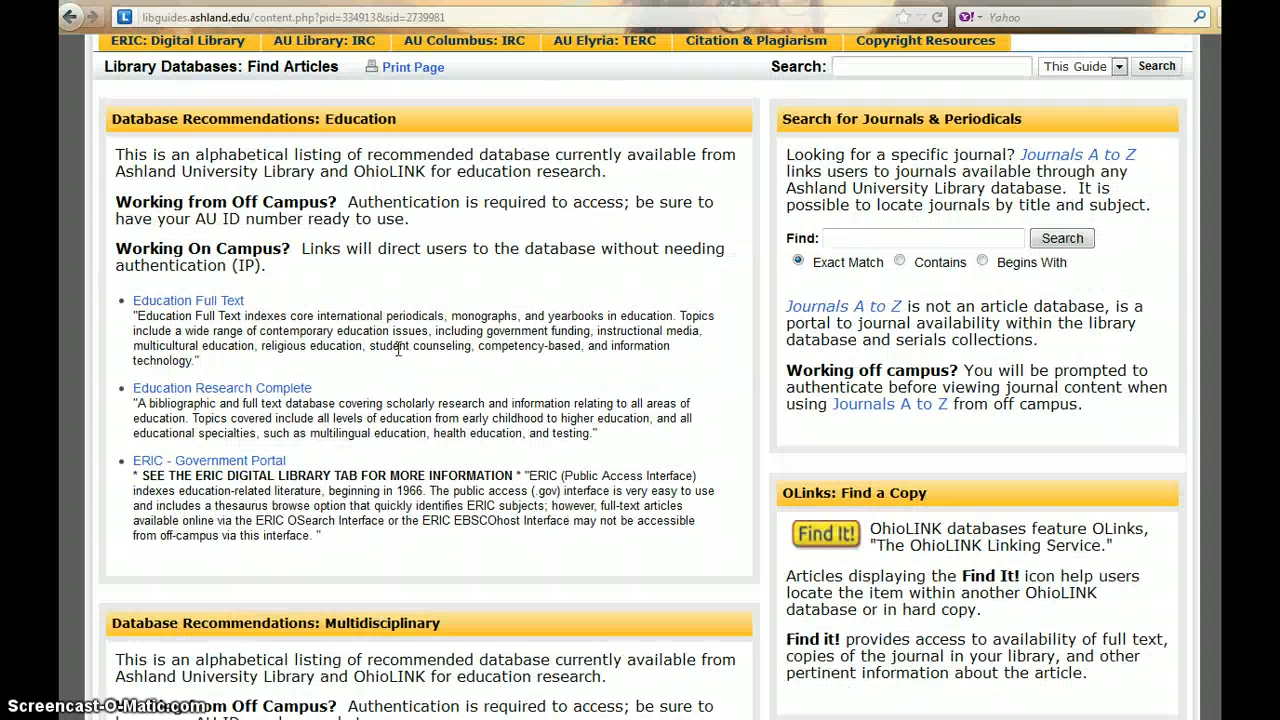 libguides.ashland.edu/content.php?pid=334913&sid=2739981
Yahoo
ERIC: Digital Library
AU Library: IRC
AU Columbus: IRC
AU Elyria: TERC
Citation & Plagiarism
Copyright Resources
Library Databases: Find Articles
Print Page
Search:
This Guide
Search
Database Recommendations: Education
This is an alphabetical listing of recommended database currently available from
Ashland University Library and OhioLINK for education research.
Working from Off Campus? Authentication is required to access; be sure to
have your AU ID number ready to use.
Working On Campus? Links will direct users to the database without needing
authentication (IP).
• Education Full Text
"Education Full Text indexes core international periodicals, monographs, and yearbooks in education. Topics
include a wide range of contemporary education issues, including government funding, instructional media,
multicultural education, religious education, student counseling, competency-based, and information
technology."
• Education Research Complete
"A bibliographic and full text database covering scholarly research and information relating to all areas of
education. Topics covered include all levels of education from early childhood to higher education, and all
educational specialties, such as multilingual education, health education, and testing."
• ERIC - Government Portal
* SEE THE ERIC DIGITAL LIBRARY TAB FOR MORE INFORMATION * "ERIC (Public Access Interface)
indexes education-related literature, beginning in 1966. The public access (.gov) interface is very easy to use
and includes a thesaurus browse option that quickly identifies ERIC subjects; however, full-text articles
available online via the ERIC OSearch Interface or the ERIC EBSCOhost Interface may not be accessible
from off-campus via this interface. "
Database Recommendations: Multidisciplinary
This is an alphabetical listing of recommended database currently available from
Ashland University Library and OhioLINK for education research.
from Off Campus? Authentication is required to access; be sure to
Search for Journals & Periodicals
Looking for a specific journal? Journals A to Z
links users to journals available through any
Ashland University Library database. It is
possible to locate journals by title and subject.
Find:
Search
Exact Match
Contains
Begins With
Journals A to Z is not an article database, is a
portal to journal availability within the library
database and serials collections.
Working off campus? You will be prompted to
authenticate before viewing journal content when
using Journals A to Z from off campus.
OLinks: Find a Copy
Find It!
OhioLINK databases feature OLinks,
"The OhioLINK Linking Service."
Articles displaying the Find It! icon help users
locate the item within another OhioLINK
database or in hard copy.
Find it! provides access to availability of full text,
copies of the journal in your library, and other
pertinent information about the article.
Screencast-O-Matic.com